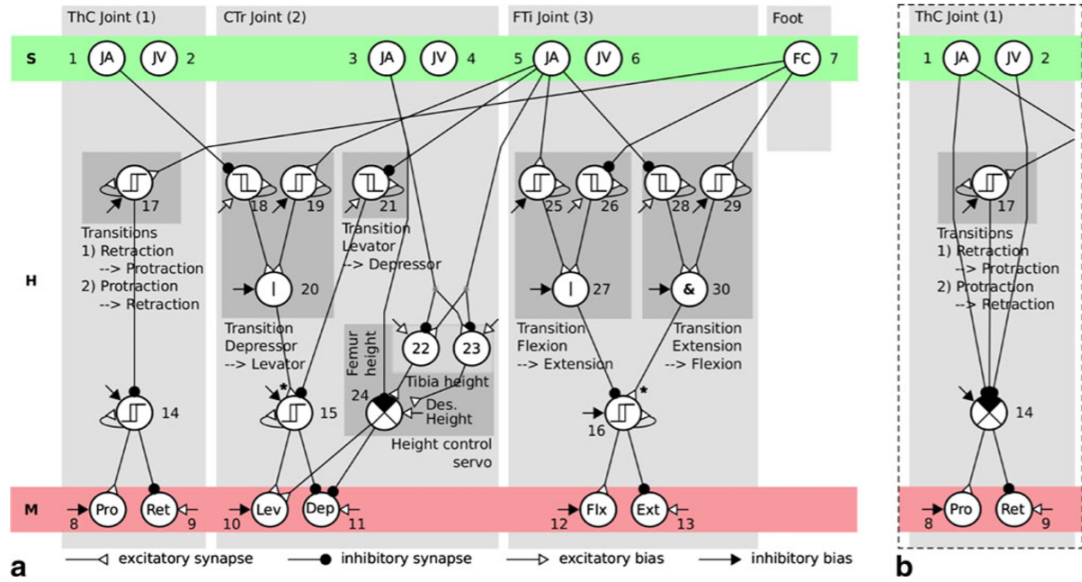 ThC Joint (1) CTr Joint (2) FTi Joint (3) Foot ThC Joint (1)
S 1 JA JV 2 3 JA JV 4 5 JA JV 6 FC 7 1 JA JV 2
17 18 19 21 25 26 28 29 17
Transitions
1) Retraction
--> Protraction
2) Protraction
--> Retraction
Transition
Levator
--> Depressor
Transitions
1) Retraction
--> Protraction
2) Protraction
--> Retraction
H | 20 | 27 & 30
Transition
Depressor
--> Levator
Femur
height
22 23
Tibia height
Transition
Flexion
--> Extension
Transition
Extension
--> Flexion
14 * 15 24 Des.
Height
16 * 14
Height control
servo
M Pro Ret Lev Dep Flx Ext Pro Ret
8 9 10 11 12 13 8 9
a excitatory synapse inhibitory synapse excitatory bias inhibitory bias b